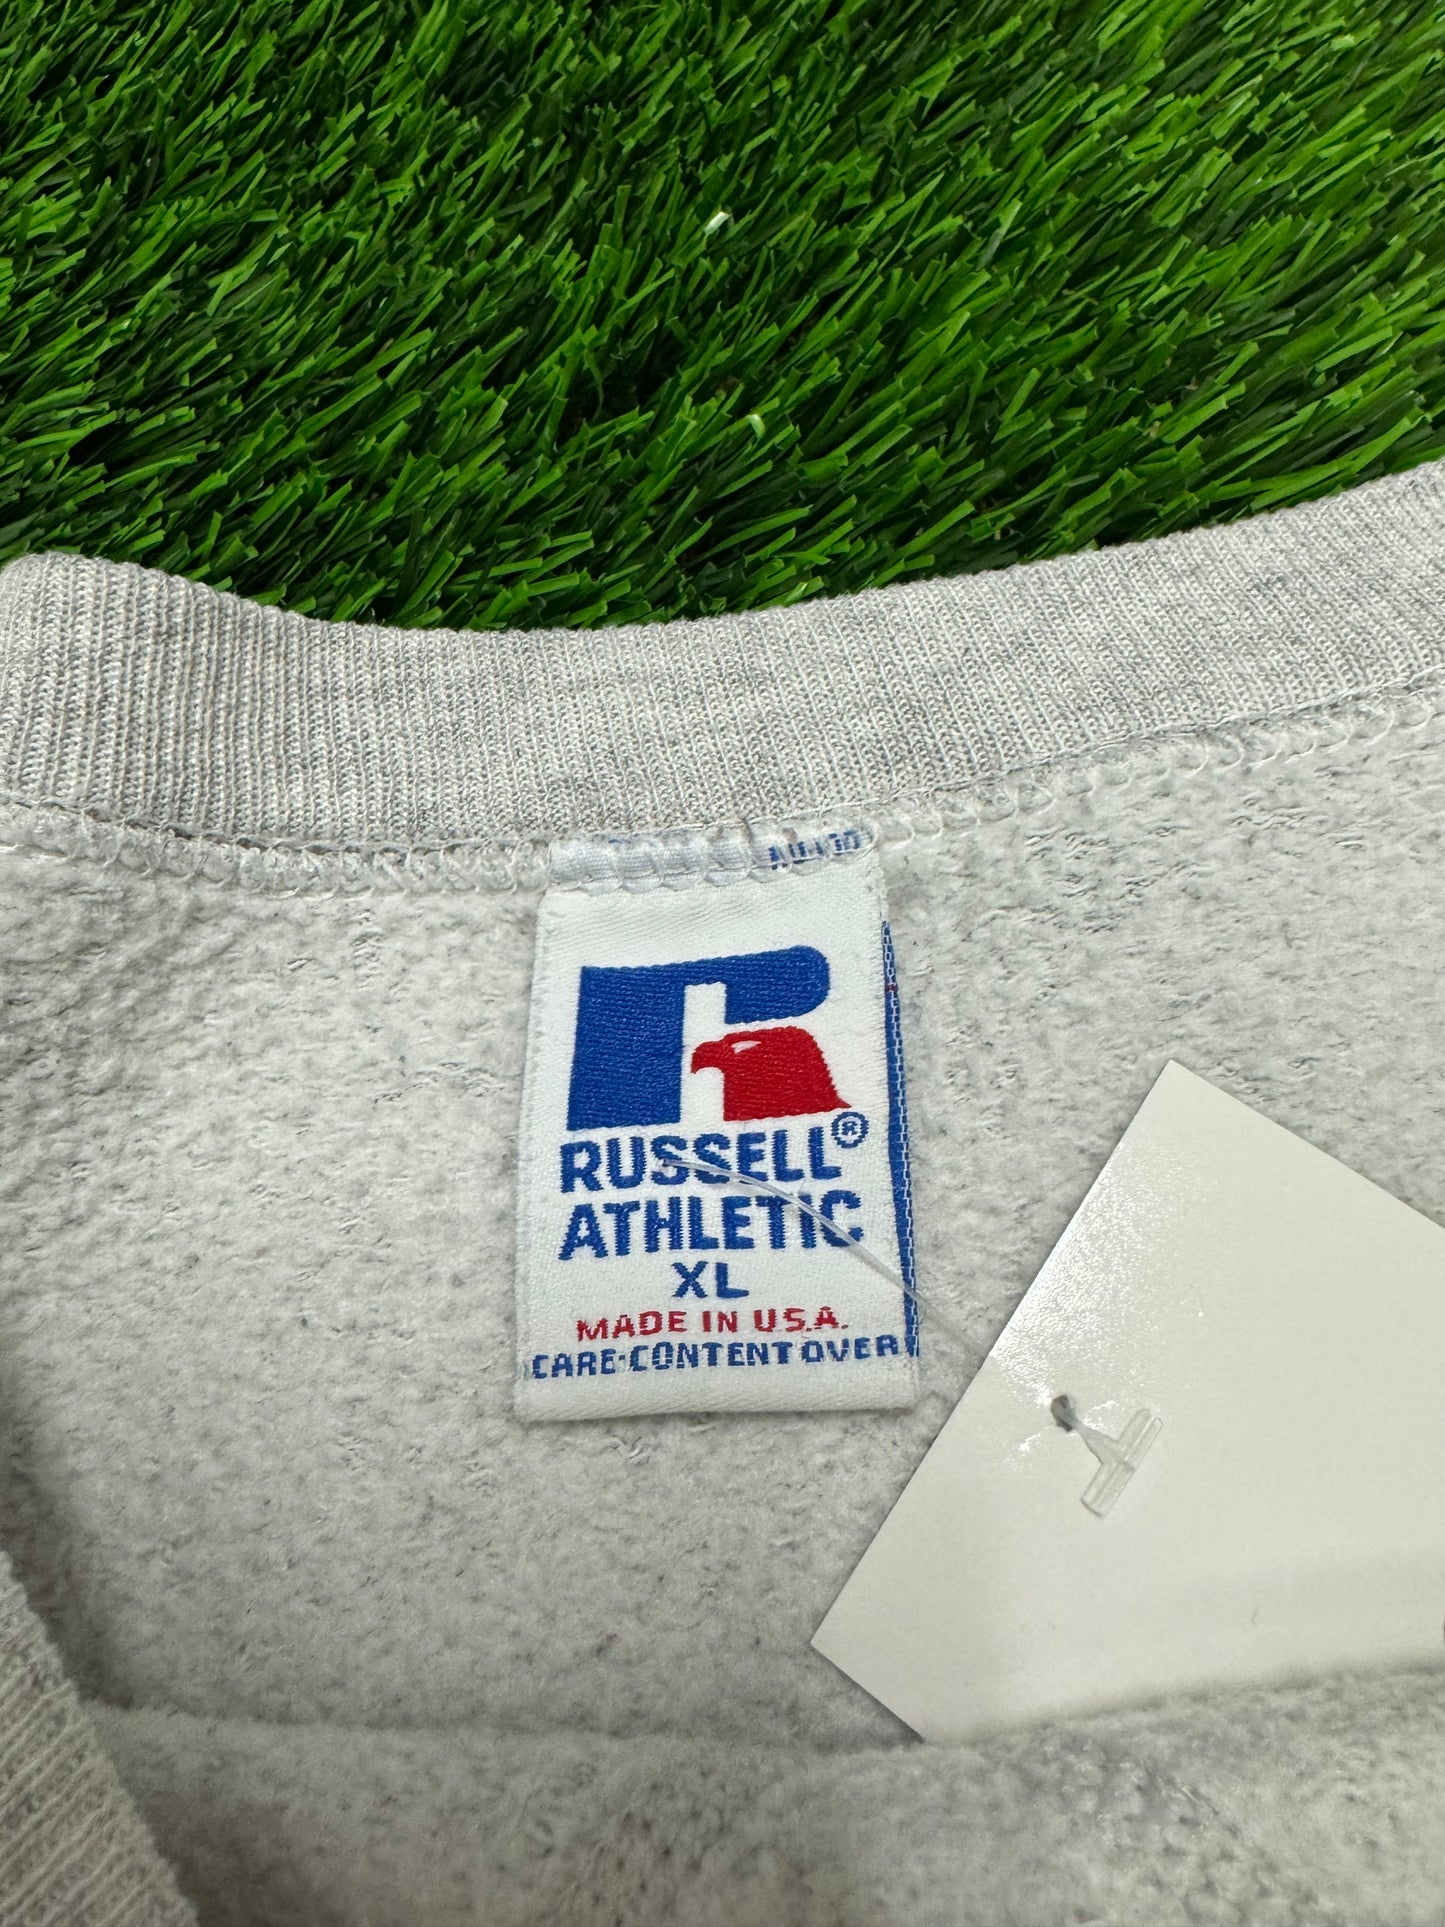 RUSSELL®
ATHLETIC
XL
MADE IN U.S.A.
CARE-CONTENT OVER